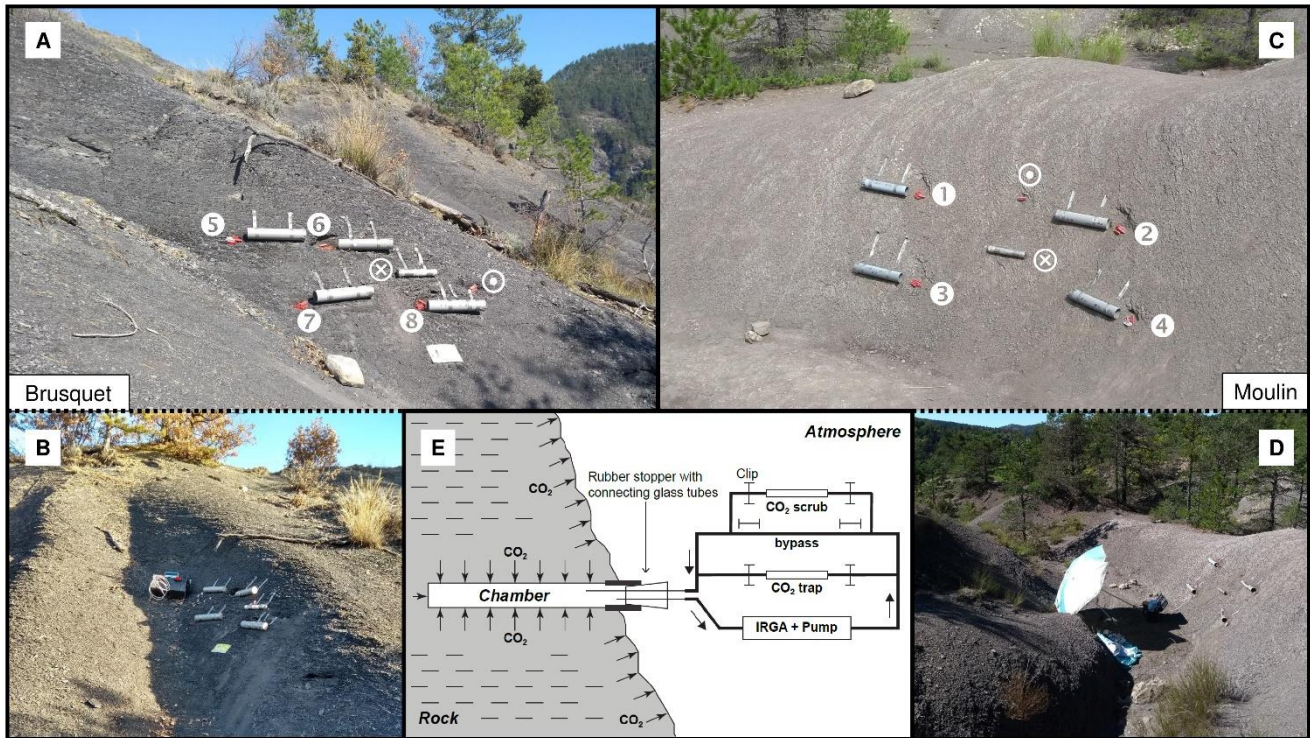 A
5
6
7
8
Brusquet
C
1
2
3
4
Moulin
B
E
Atmosphere
Rubber stopper with
connecting glass tubes
Clip
CO₂ scrub
bypass
CO₂ trap
IRGA + Pump
CO₂
CO₂
Chamber
CO₂
CO₂
Rock
D